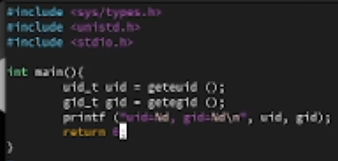 #include <sys/types.h>
#include <unistd.h>
#include <stdio.h>
int main(){
uid_t uid = geteuid ();
gid_t gid = getegid ();
printf ("uid=%d, gid=%d\n", uid, gid);
return 0;
}